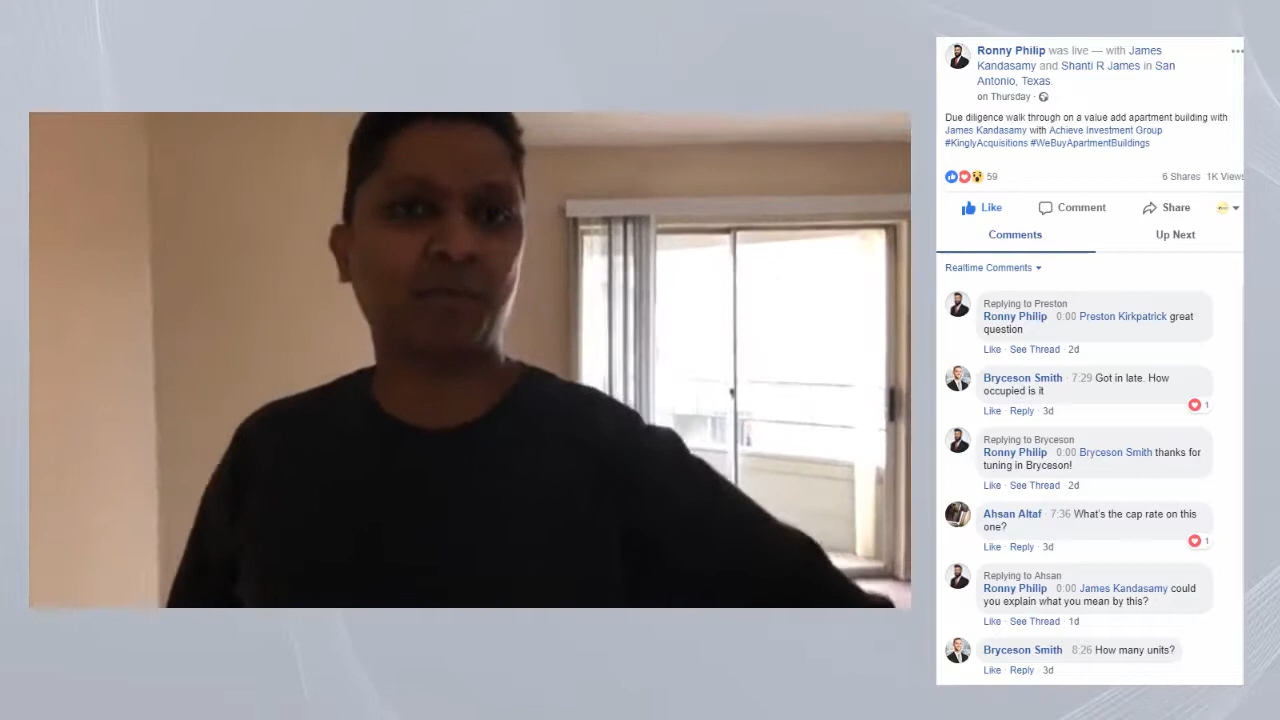 Ronny Philip was live — with James
Kandasamy and Shanti R James in San
Antonio, Texas.
on Thursday ·
Due diligence walk through on a value add apartment building with
James Kandasamy with Achieve Investment Group
#KinglyAcquisitions #WeBuyApartmentBuildings
59 6 Shares 1K Views
Like Comment Share
Comments Up Next
Realtime Comments
Replying to Preston
Ronny Philip 0:00 Preston Kirkpatrick great
question
Like · See Thread · 2d
Bryceson Smith · 7:29 Got in late. How
occupied is it
1
Like · Reply · 3d
Replying to Bryceson
Ronny Philip 0:00 Bryceson Smith thanks for
tuning in Bryceson!
Like · See Thread · 2d
Ahsan Altaf · 7:36 What's the cap rate on this
one?
1
Like · Reply · 3d
Replying to Ahsan
Ronny Philip 0:00 James Kandasamy could
you explain what you mean by this?
Like · See Thread · 1d
Bryceson Smith 8:26 How many units?
Like · Reply · 3d